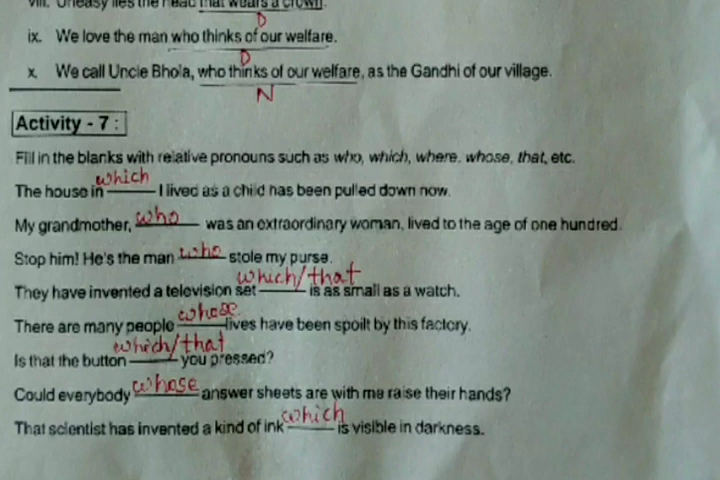 viii. Uneasy lies the head that wears a crown.
D
ix. We love the man who thinks of our welfare.
D
x. We call Uncle Bhola, who thinks of our welfare, as the Gandhi of our village.
N
Activity - 7 :
Fill in the blanks with relative pronouns such as who, which, where, whose, that, etc.
The house in which I lived as a child has been pulled down now.
My grandmother, who was an extraordinary woman, lived to the age of one hundred.
Stop him! He's the man who stole my purse.
They have invented a television set which/that is as small as a watch.
There are many people whose lives have been spoilt by this factory.
Is that the button which/that you pressed?
Could everybody whose answer sheets are with me raise their hands?
That scientist has invented a kind of ink which is visible in darkness.